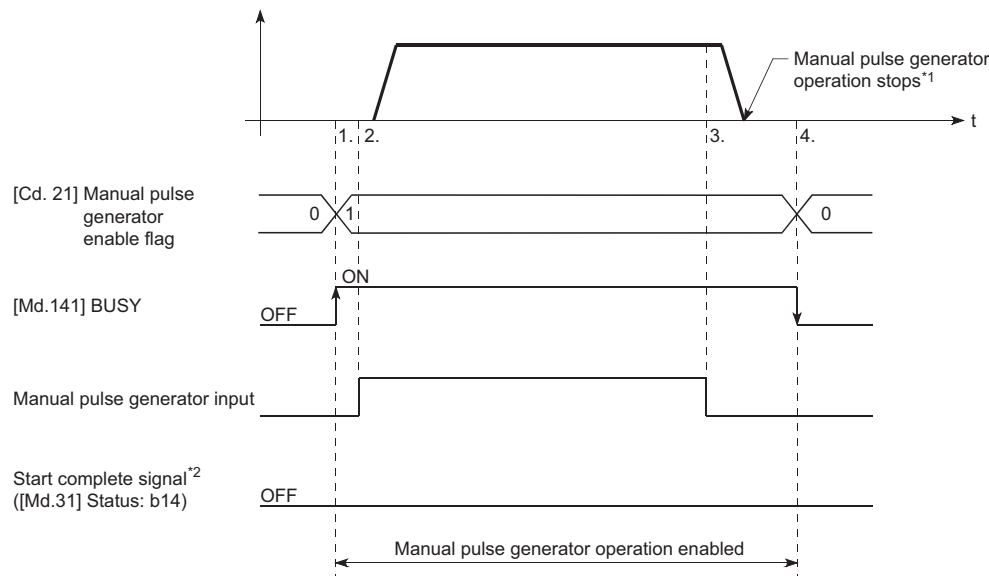 Manual pulse generator
operation stops*1
t
1. 2. 3. 4.
[Cd. 21] Manual pulse
generator
enable flag
0 1 0
ON
[Md.141] BUSY
OFF
Manual pulse generator input
Start complete signal*2
([Md.31] Status: b14)
OFF
Manual pulse generator operation enabled